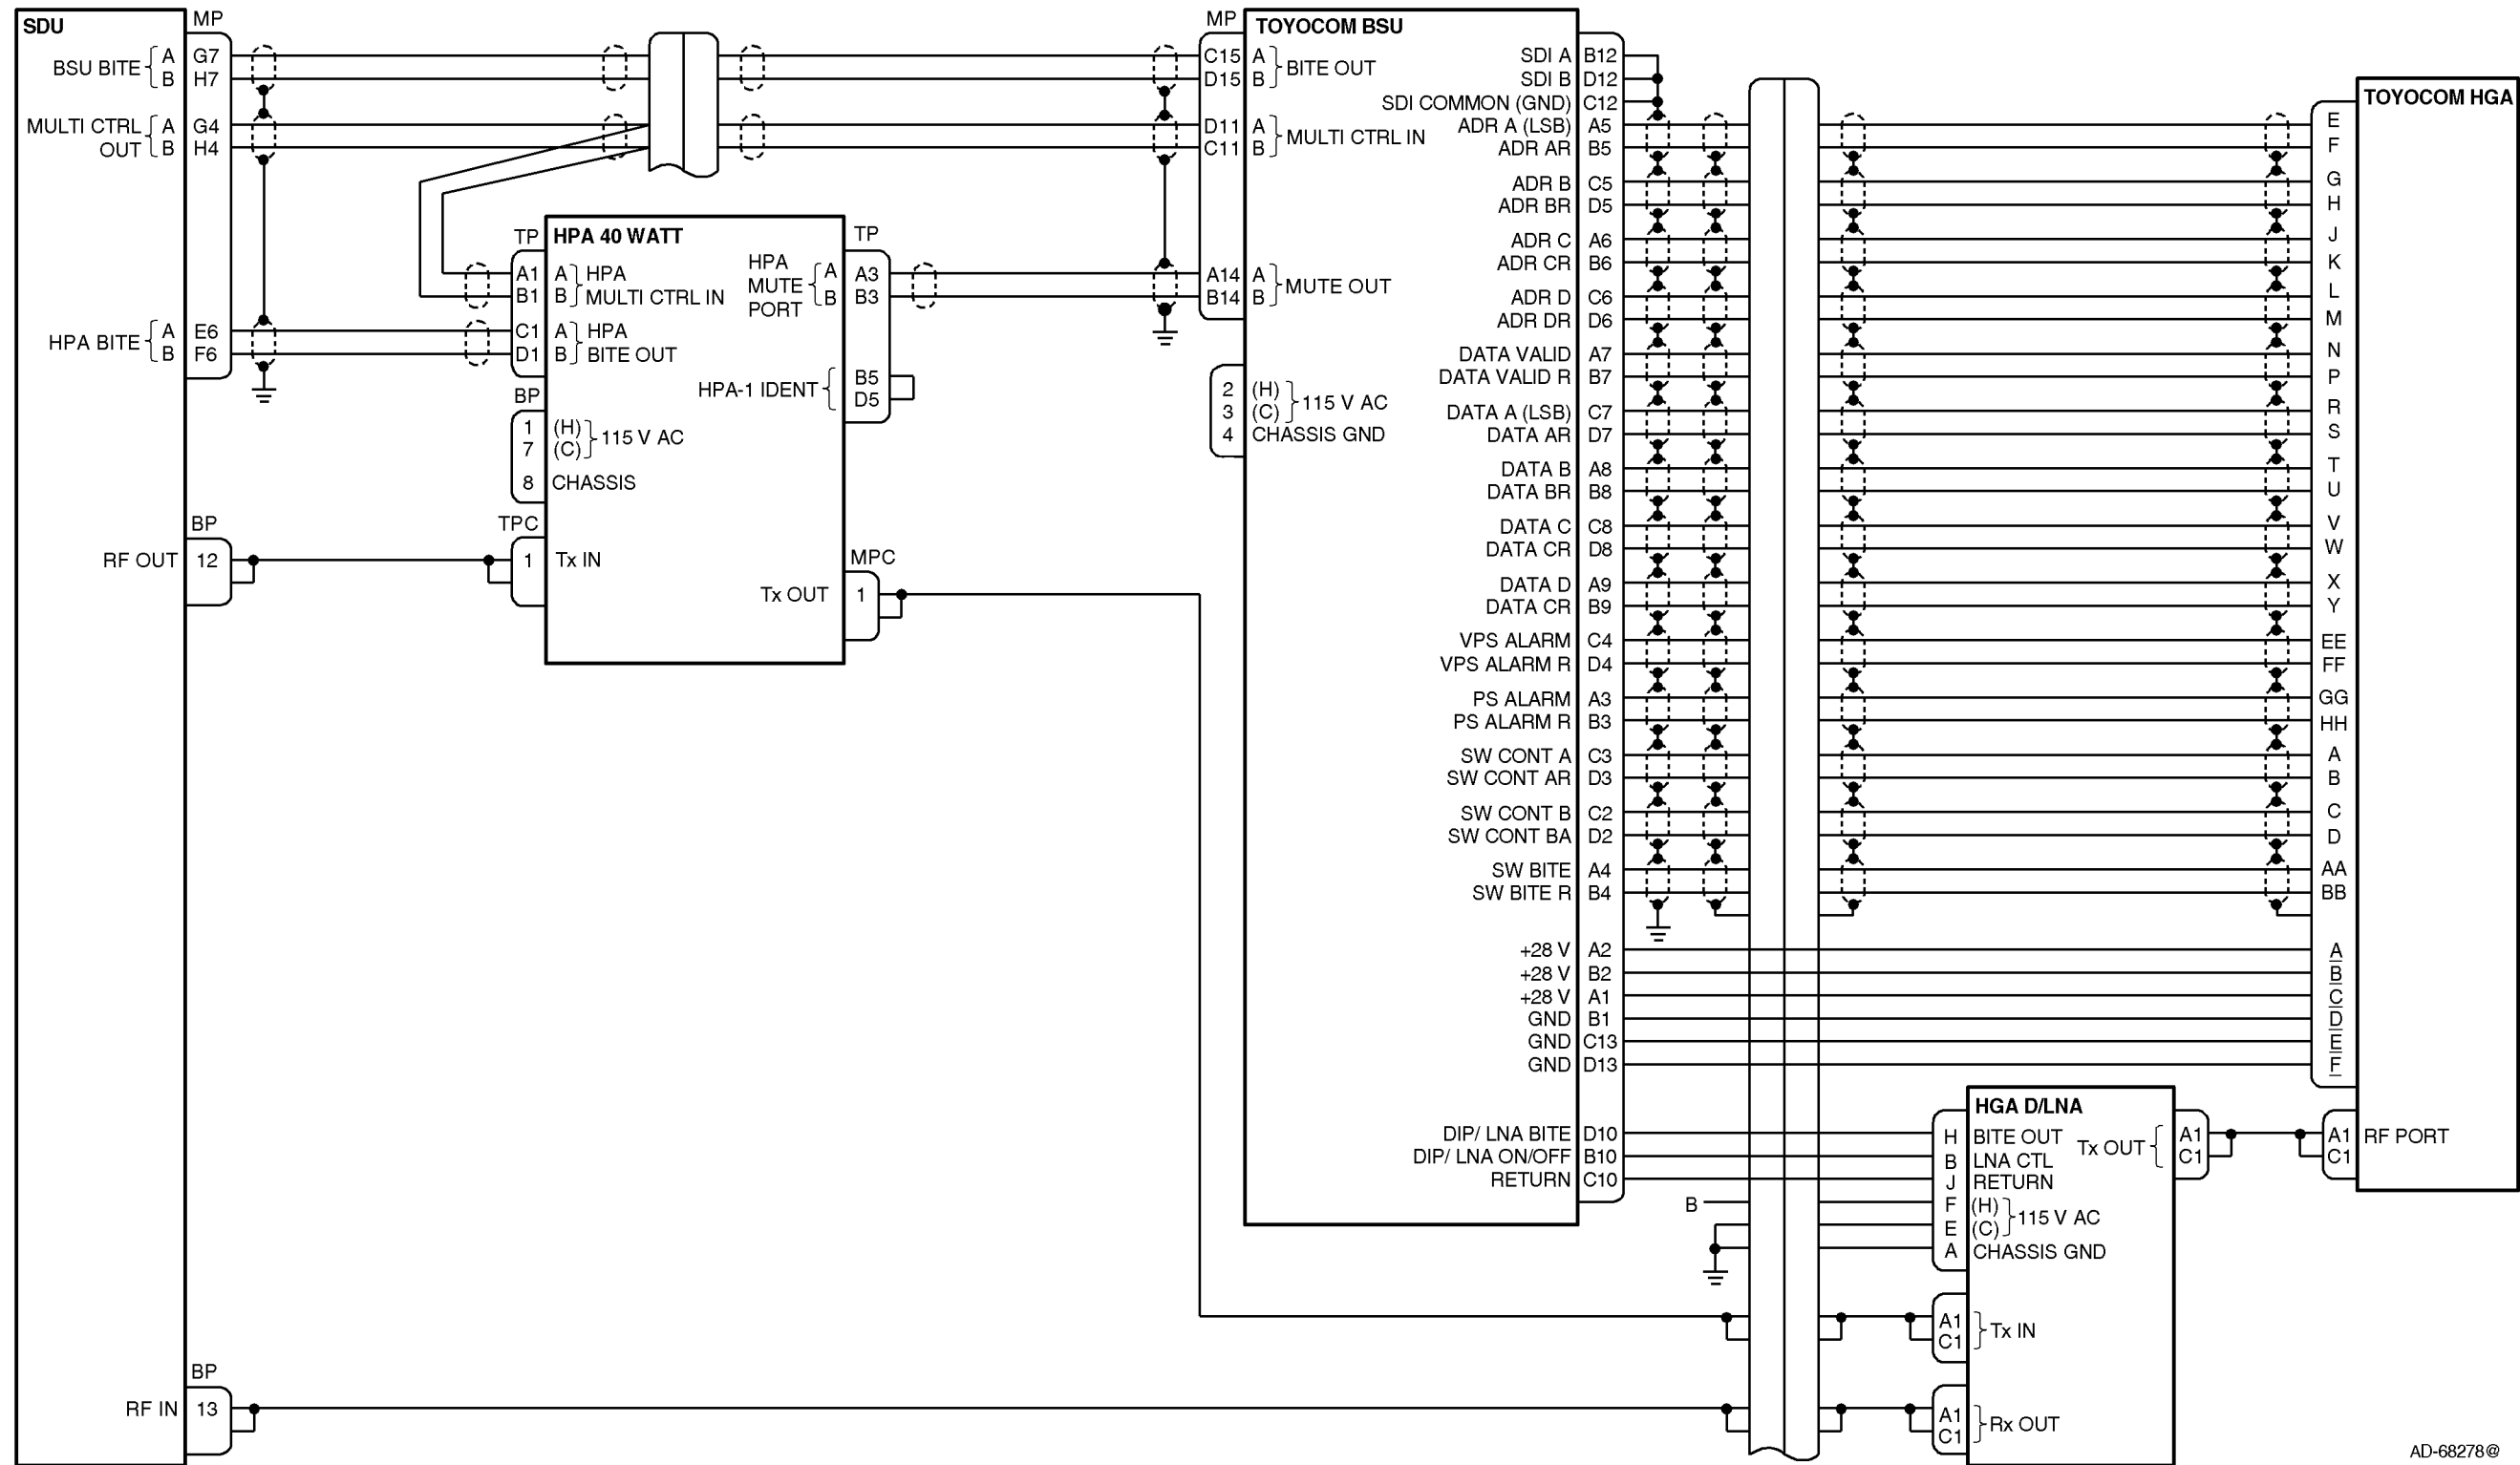 SDU
MP
BSU BITE A G7
B H7
MULTI CTRL OUT A G4
B H4
HPA BITE A E6
B F6
BP
RF OUT 12
BP
RF IN 13
HPA 40 WATT
TP
A1 A HPA
B1 B MULTI CTRL IN
C1 A HPA
D1 B BITE OUT
BP
1 (H) 115 V AC
7 (C)
8 CHASSIS
TPC
1 Tx IN
TP
HPA MUTE PORT A A3
B B3
HPA-1 IDENT B5
D5
MPC
Tx OUT 1
MP
TOYOCOM BSU
C15 A BITE OUT
D15 B
D11 A MULTI CTRL IN
C11 B
A14 A MUTE OUT
B14 B
2 (H) 115 V AC
3 (C)
4 CHASSIS GND
SDI A B12
SDI B D12
SDI COMMON (GND) C12
ADR A (LSB) A5
ADR AR B5
ADR B C5
ADR BR D5
ADR C A6
ADR CR B6
ADR D C6
ADR DR D6
DATA VALID A7
DATA VALID R B7
DATA A (LSB) C7
DATA AR D7
DATA B A8
DATA BR B8
DATA C C8
DATA CR D8
DATA D A9
DATA CR B9
VPS ALARM C4
VPS ALARM R D4
PS ALARM A3
PS ALARM R B3
SW CONT A C3
SW CONT AR D3
SW CONT B C2
SW CONT BA D2
SW BITE A4
SW BITE R B4
+28 V A2
+28 V B2
+28 V A1
GND B1
GND C13
GND D13
DIP/ LNA BITE D10
DIP/ LNA ON/OFF B10
RETURN C10
B
TOYOCOM HGA
E
F
G
H
J
K
L
M
N
P
R
S
T
U
V
W
X
Y
EE
FF
GG
HH
A
B
C
D
AA
BB
A
B
C
D
E
F
A1 RF PORT
C1
HGA D/LNA
H BITE OUT
B LNA CTL
J RETURN
F (H) 115 V AC
E (C)
A CHASSIS GND
Tx OUT A1
C1
A1 Tx IN
C1
A1 Rx OUT
C1
AD-68278@